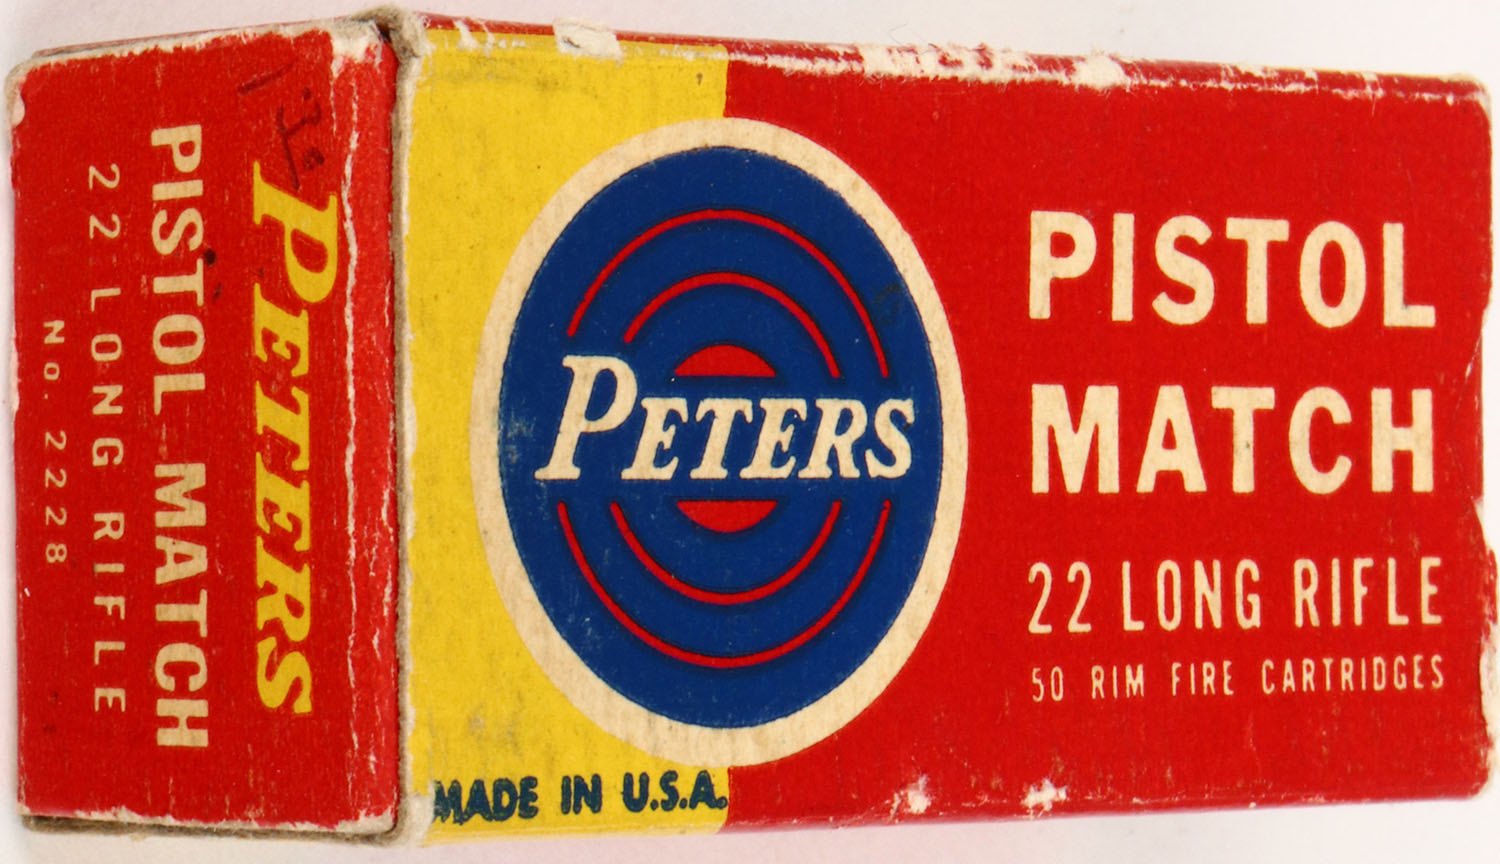 PETERS
PISTOL MATCH
22 LONG RIFLE
No. 2228
PETERS
MADE IN U.S.A.
PISTOL
MATCH
22 LONG RIFLE
50 RIM FIRE CARTRIDGES